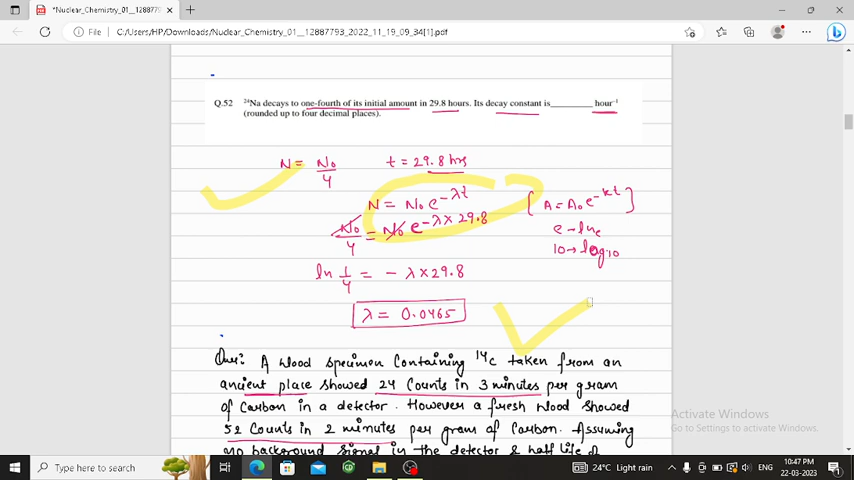 *Nuclear_Chemistry_01__1288779
File
C:/Users/HP/Downloads/Nuclear_Chemistry_01__12887793_2022_11_19_09_34[1].pdf
Q.52 ²⁴Na decays to one-fourth of its initial amount in 29.8 hours. Its decay constant is_________ hour⁻¹
(rounded up to four decimal places).
N = N₀/4 t = 29.8 hrs
N = N₀ e^-λt [A = A₀ e^-kt]
N₀/4 = N₀ e^-λ×29.8 e → lnₑ
10 → log₁₀
ln 1/4 = - λ × 29.8
λ = 0.0465
Que: A Wood specimen Containing ¹⁴C taken from an
ancient place showed 24 Counts in 3 minutes per gram
of Carbon in a detector. However a fresh Wood showed
52 Counts in 2 minutes per gram of Carbon. Assuming
no background signal in the detector & half life of
Activate Windows
Go to Settings to activate Windows.
Type here to search
24°C Light rain
ENG
10:47 PM
22-03-2023